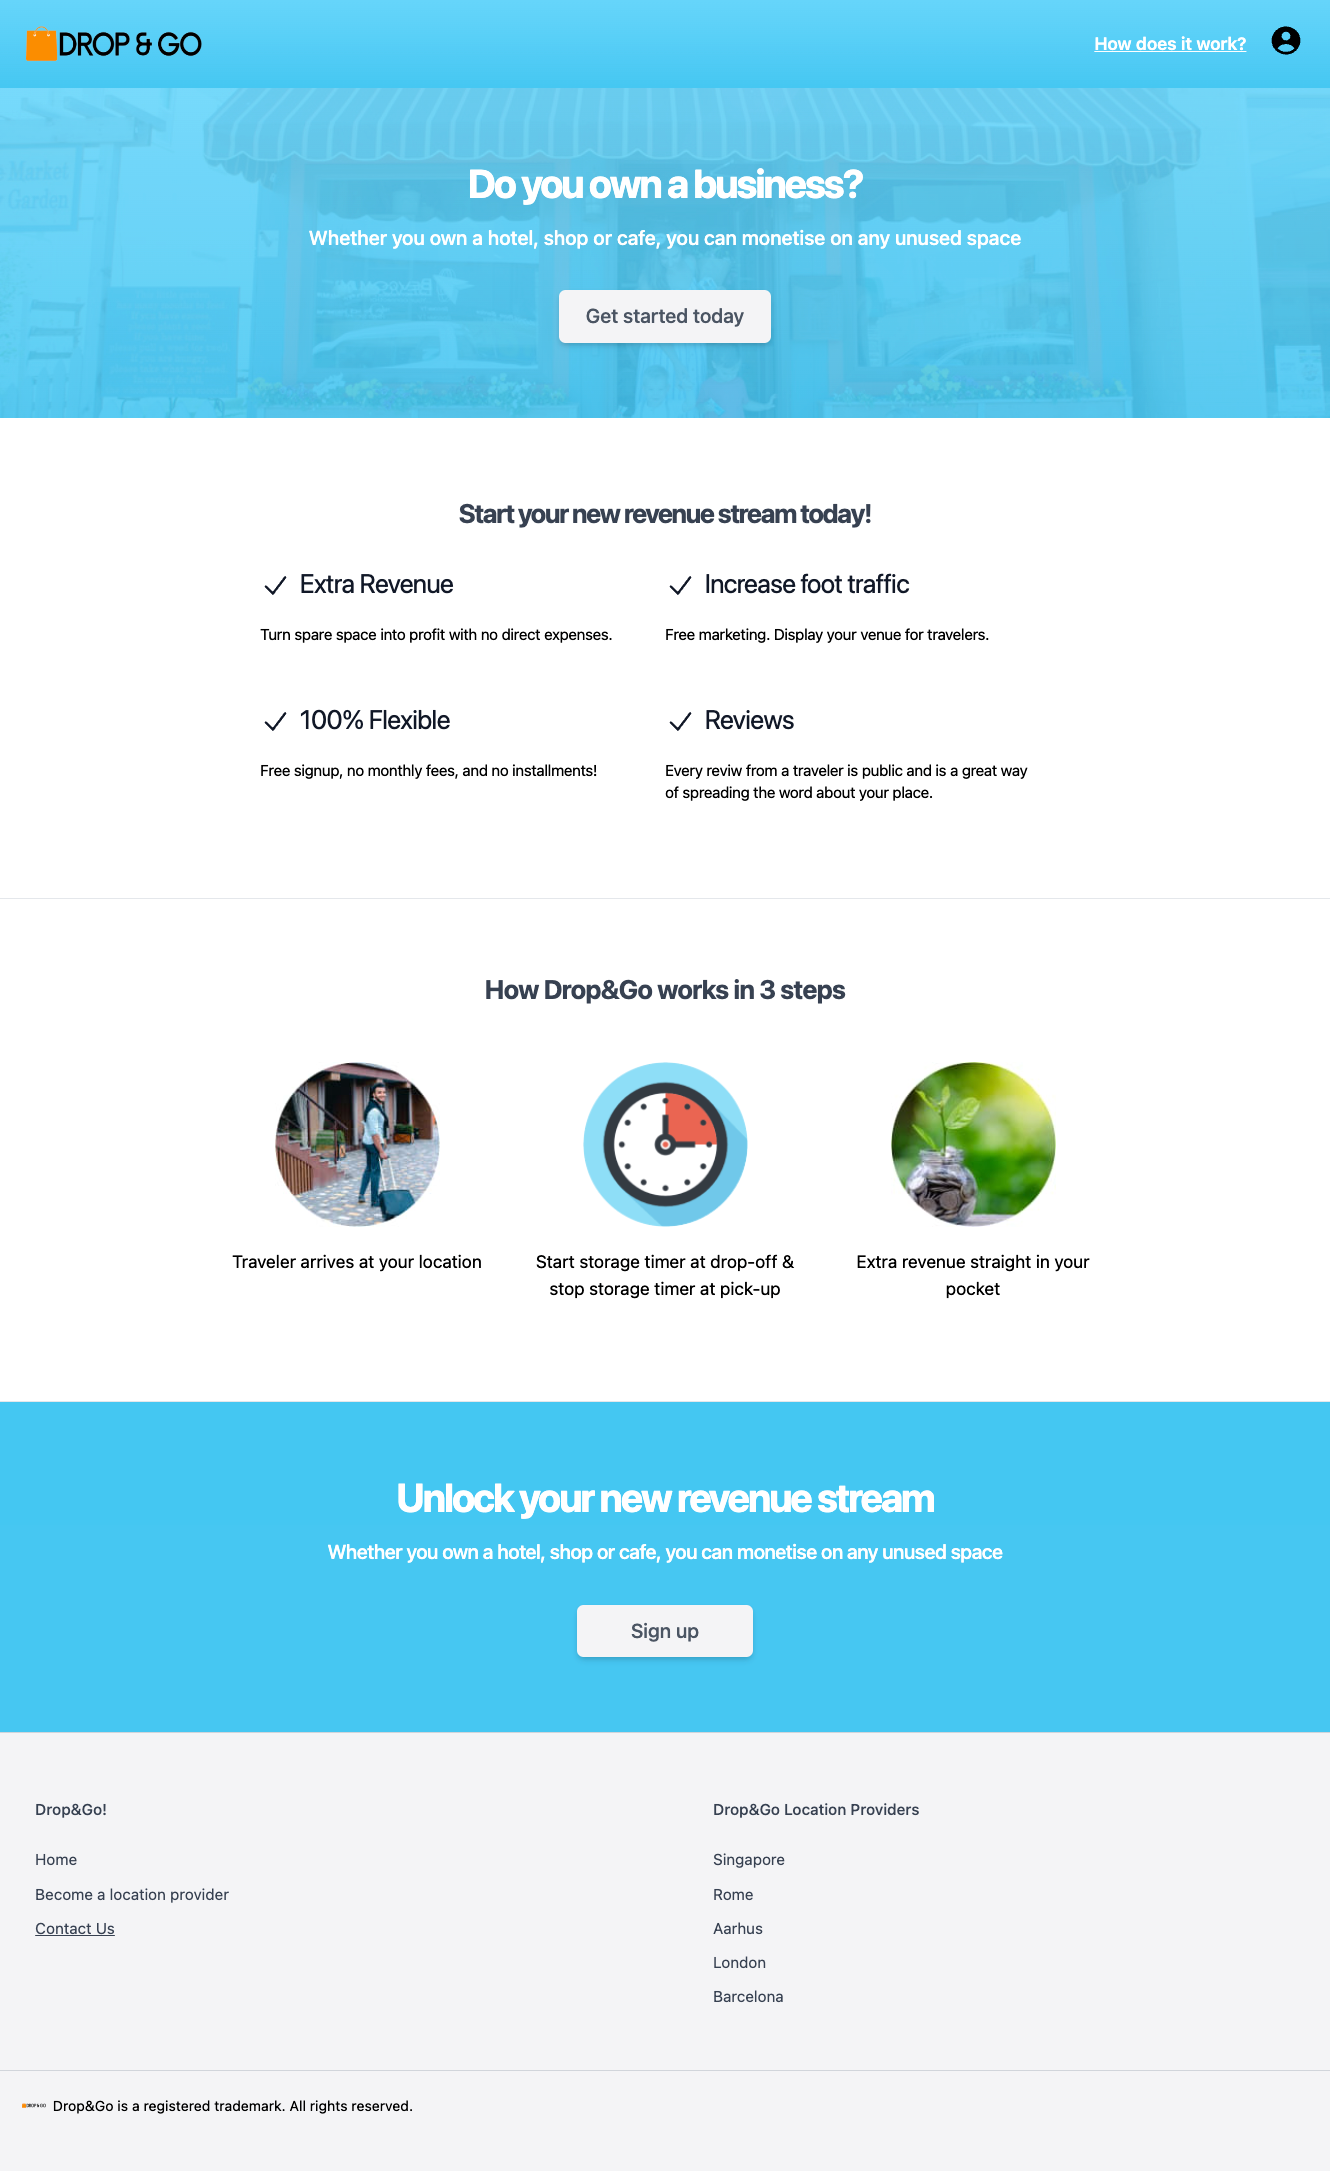 DROP & GO
How does it work?
Market
Garden
Do you own a business?
Whether you own a hotel, shop or cafe, you can monetise on any unused space
Get started today
Start your new revenue stream today!
Extra Revenue
Turn spare space into profit with no direct expenses.
Increase foot traffic
Free marketing. Display your venue for travelers.
100% Flexible
Free signup, no monthly fees, and no installments!
Reviews
Every reviw from a traveler is public and is a great way
of spreading the word about your place.
How Drop&Go works in 3 steps
Traveler arrives at your location
Start storage timer at drop-off &
stop storage timer at pick-up
Extra revenue straight in your
pocket
Unlock your new revenue stream
Whether you own a hotel, shop or cafe, you can monetise on any unused space
Sign up
Drop&Go!
Home
Become a location provider
Contact Us
Drop&Go Location Providers
Singapore
Rome
Aarhus
London
Barcelona
DROP & GO
Drop&Go is a registered trademark. All rights reserved.